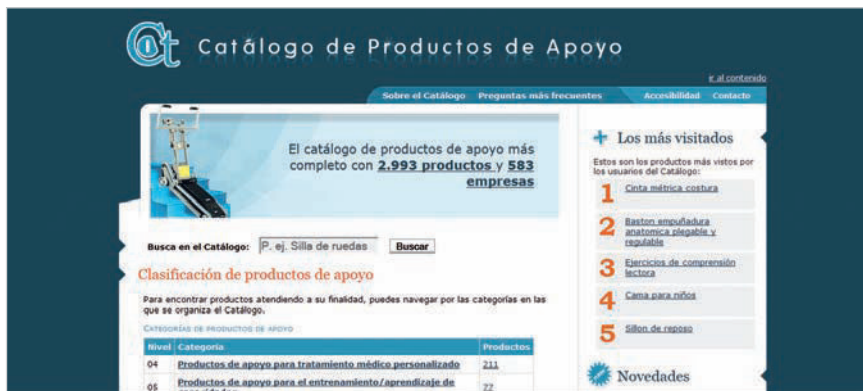 Catálogo de Productos de Apoyo
ir al contenido
Sobre el Catálogo Preguntas más frecuentes Accesibilidad Contacto
El catálogo de productos de apoyo más
completo con 2.993 productos y 583
empresas
Busca en el Catálogo: P. ej. Silla de ruedas Buscar
Clasificación de productos de apoyo
Para encontrar productos atendiendo a su finalidad, puedes navegar por las categorías en las
que se organiza el Catálogo.
CATEGORÍAS DE PRODUCTOS DE APOYO
Nivel Categoría Productos
04 Productos de apoyo para tratamiento médico personalizado 211
05 Productos de apoyo para el entrenamiento/aprendizaje de
77
Los más visitados
Estos son los productos más vistos por
los usuarios del Catálogo:
1 Cinta métrica costura
2 Baston empuñadura
anatomica plegable y
regulable
3 Ejercicios de comprensión
lectora
4 Cama para niños
5 Sillon de reposo
Novedades